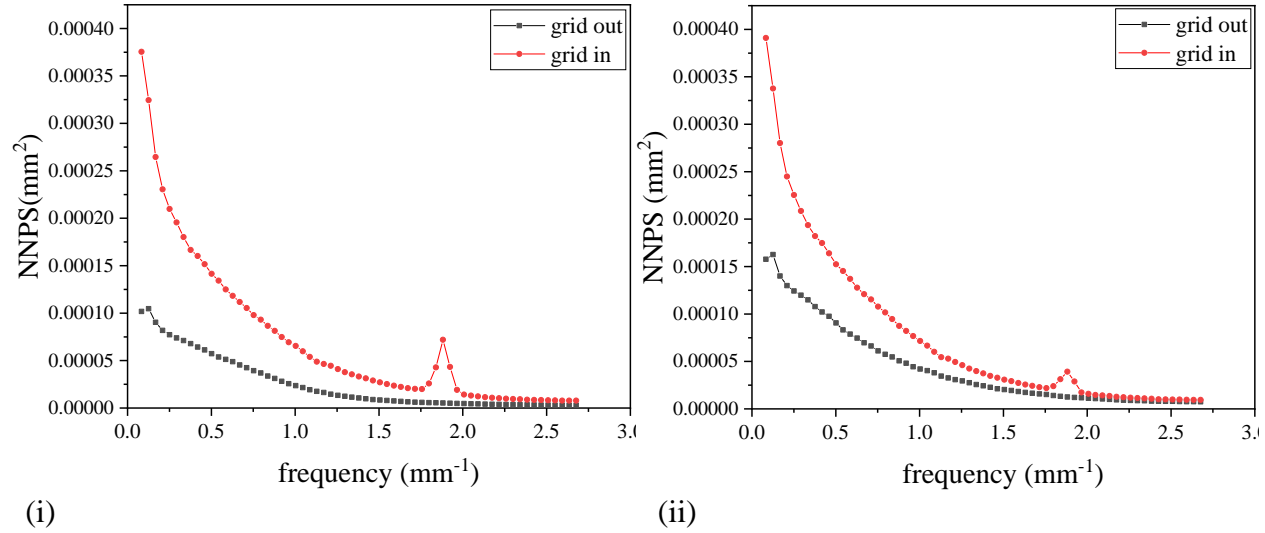 grid out
grid in
0.00040
0.00035
0.00030
0.00025
0.00020
0.00015
0.00010
0.00005
0.00000
NNPS(mm²)
0.0 0.5 1.0 1.5 2.0 2.5 3.0
frequency (mm⁻¹)
(i)
grid out
grid in
0.00040
0.00035
0.00030
0.00025
0.00020
0.00015
0.00010
0.00005
0.00000
NNPS (mm²)
0.0 0.5 1.0 1.5 2.0 2.5 3.
frequency (mm⁻¹)
(ii)